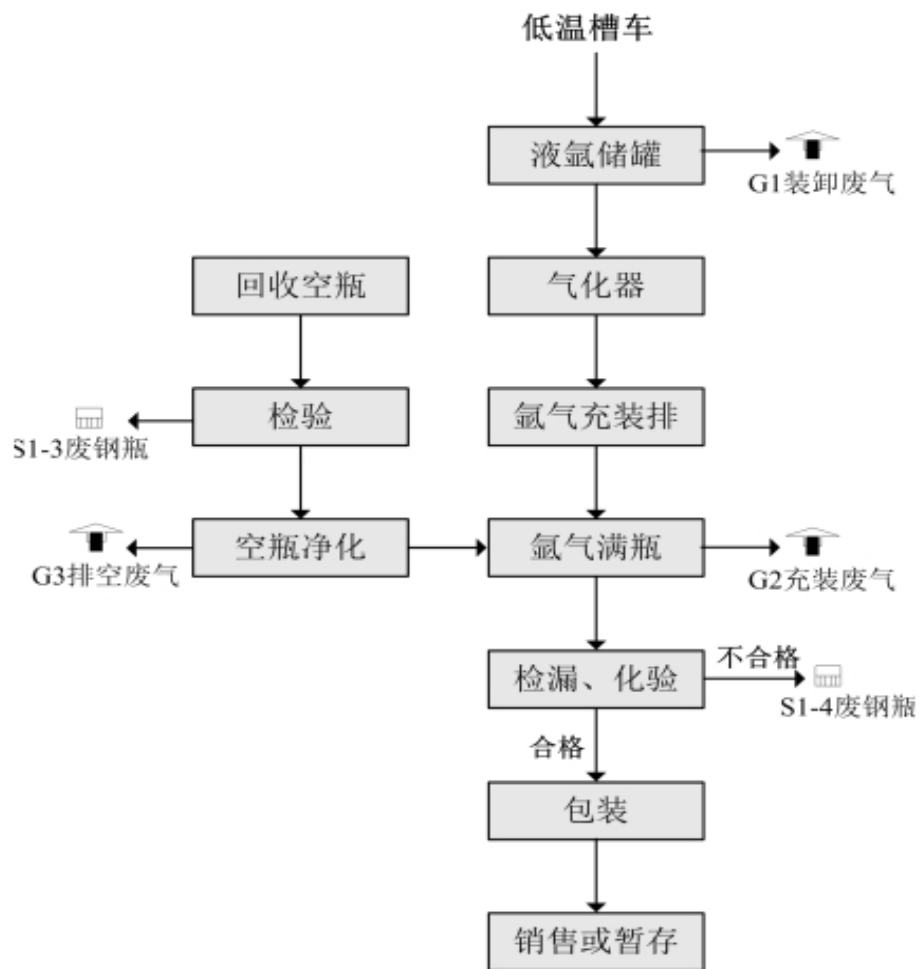 低温槽车
液氩储罐
G1装卸废气
回收空瓶
气化器
检验
氩气充装排
S1-3废钢瓶
空瓶净化
氩气满瓶
G3排空废气
G2充装废气
检漏、化验
不合格
S1-4废钢瓶
合格
包装
销售或暂存